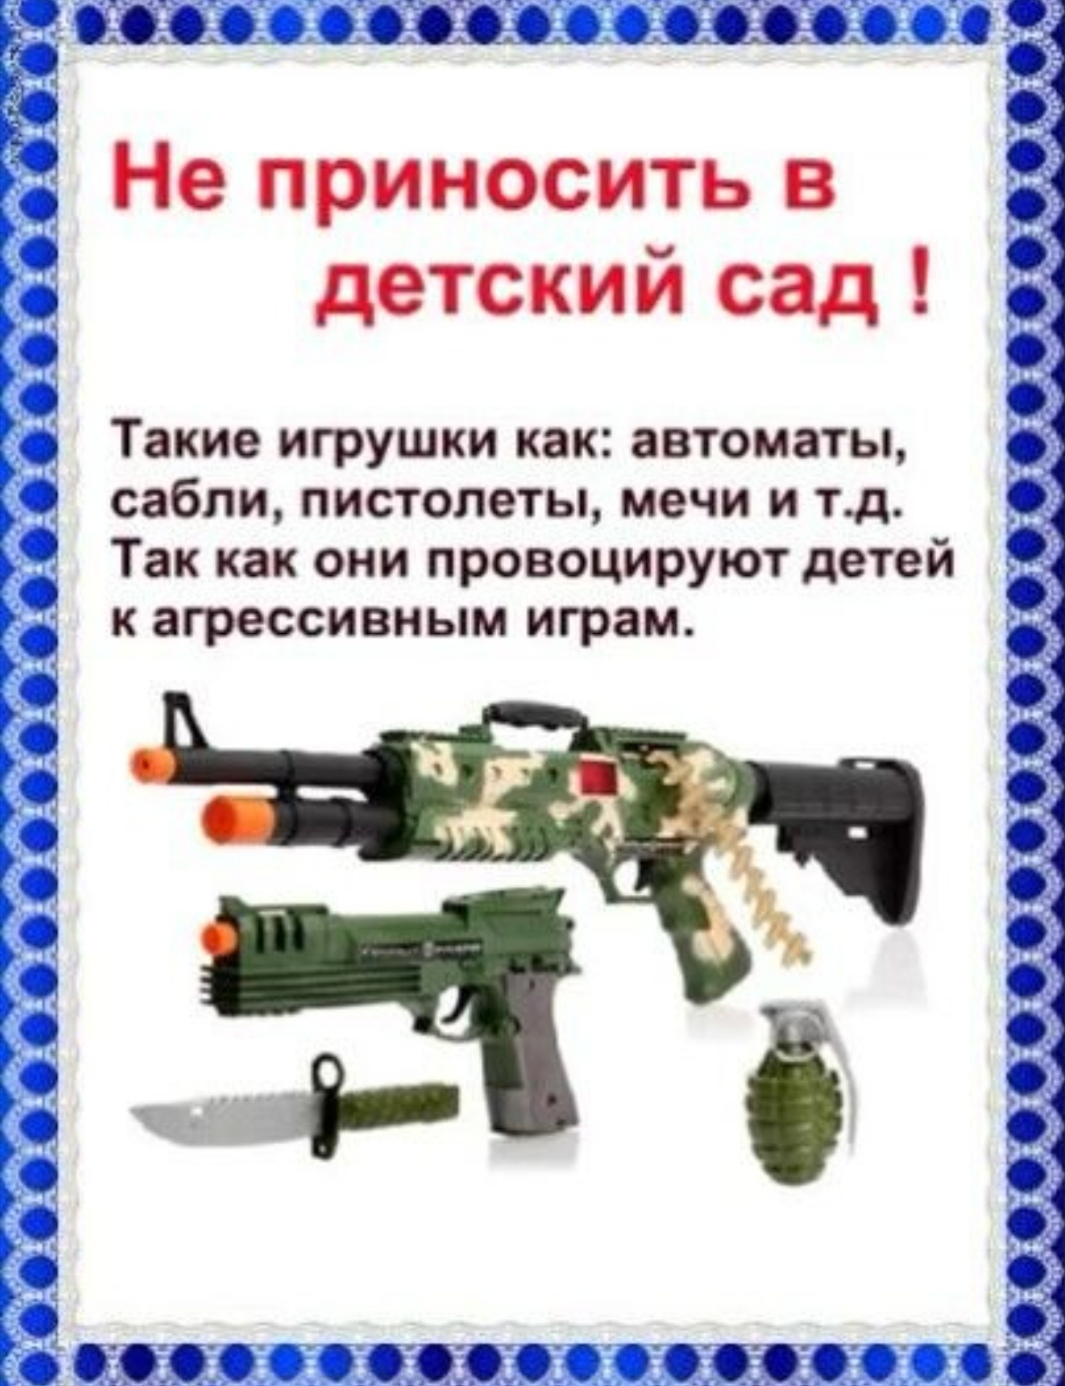 Не приносить в
детский сад !
Такие игрушки как: автоматы,
сабли, пистолеты, мечи и т.д.
Так как они провоцируют детей
к агрессивным играм.